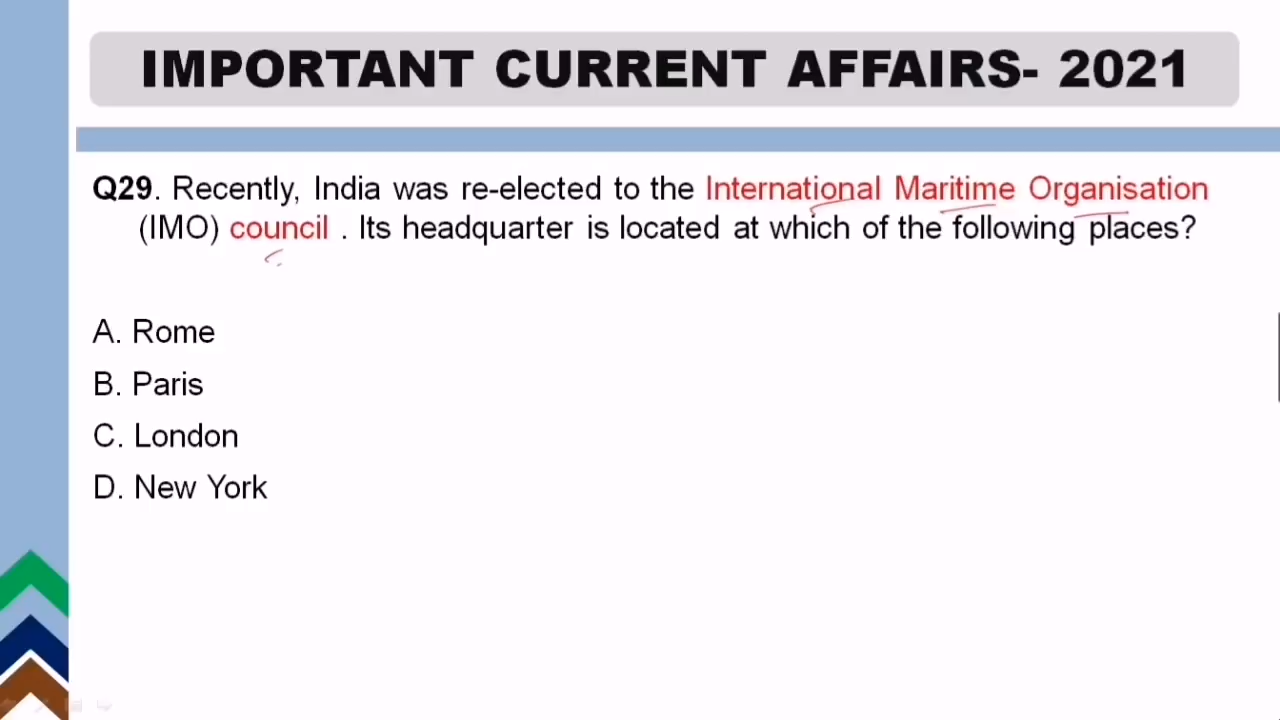 IMPORTANT CURRENT AFFAIRS- 2021
Q29. Recently, India was re-elected to the International Maritime Organisation
(IMO) council . Its headquarter is located at which of the following places?
A. Rome
B. Paris
C. London
D. New York